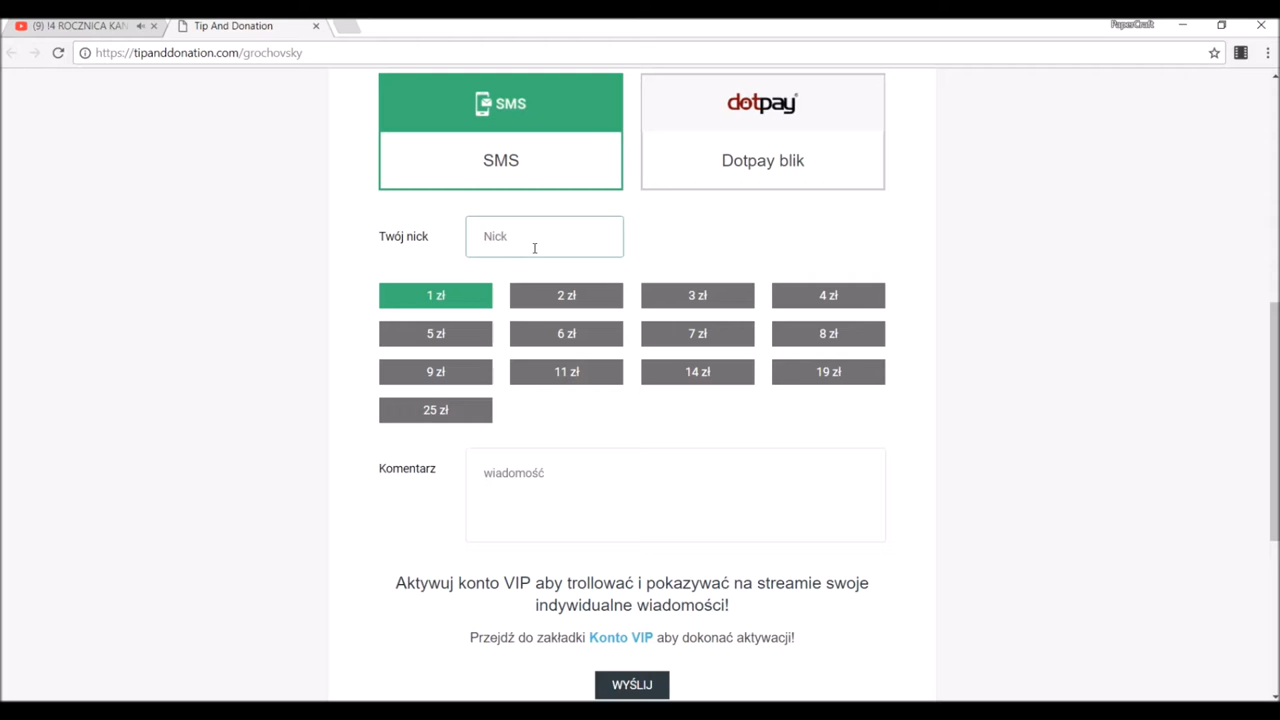 (9) !4 ROCZNICA KAN
Tip And Donation
PaperCraft
https://tipanddonation.com/grochovsky
SMS
dotpay
SMS
Dotpay blik
Twój nick
Nick
1 zł
2 zł
3 zł
4 zł
5 zł
6 zł
7 zł
8 zł
9 zł
11 zł
14 zł
19 zł
25 zł
Komentarz
wiadomość
Aktywuj konto VIP aby trollować i pokazywać na streamie swoje
indywidualne wiadomości!
Przejdź do zakładki Konto VIP aby dokonać aktywacji!
WYŚLIJ